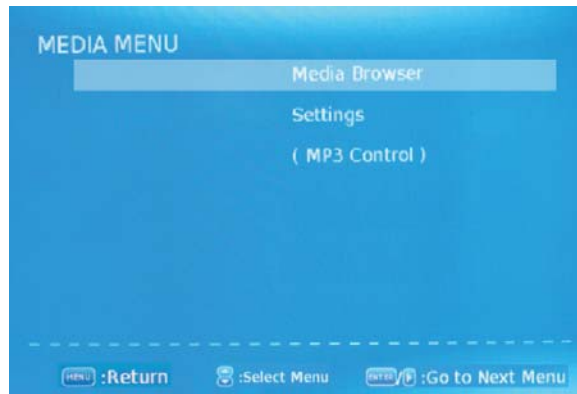 MEDIA MENU
Media Browser
Settings
( MP3 Control )
MENU :Return :Select Menu ENTER/ :Go to Next Menu